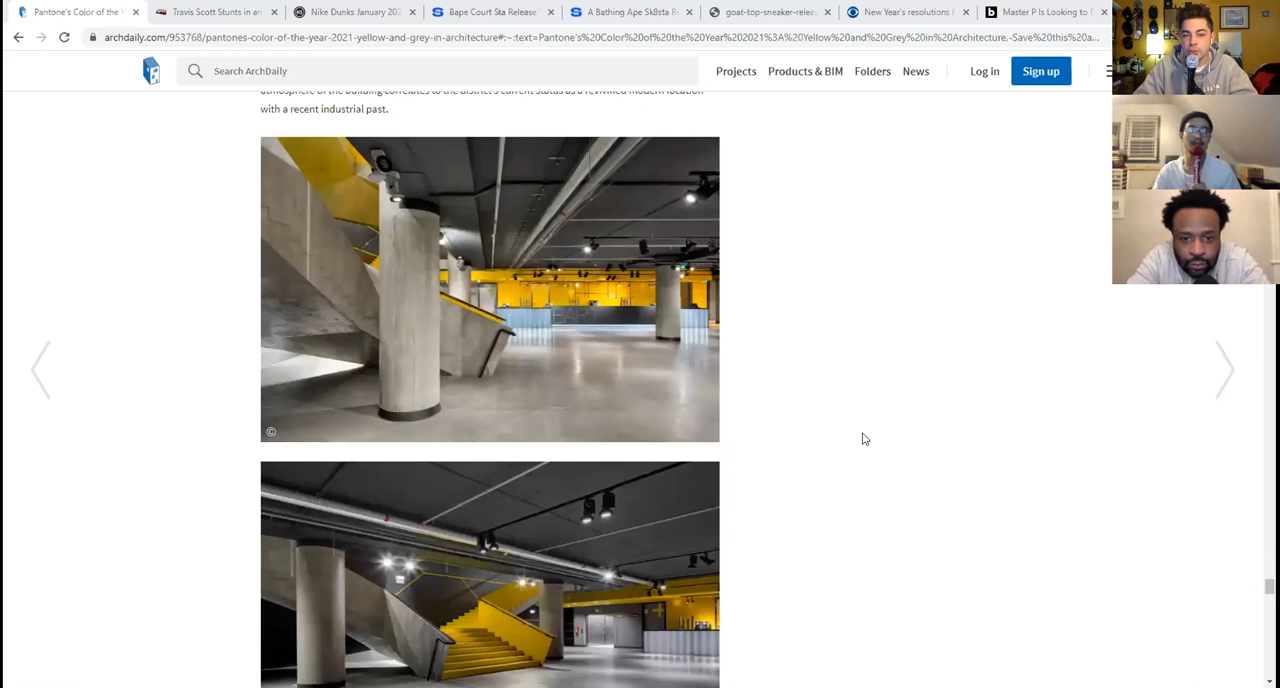 Pantone's Color of the Y
Travis Scott Stunts in an
Nike Dunks January 202
Bape Court Sta Release
A Bathing Ape Sk8sta R
goat-top-sneaker-relea
New Year's resolutions f
Master P Is Looking to
archdaily.com/953768/pantones-color-of-the-year-2021-yellow-and-grey-in-architecture#:~:text=Pantone's%20Color%20of%20the%20Year%202021%3A%20Yellow%20and%20Grey%20in%20Architecture.-Save%20this%20a...
Search ArchDaily
Projects
Products & BIM
Folders
News
Log in
Sign up
atmosphere of the building correlates to the district's current status as a revivified modern location
with a recent industrial past.
©